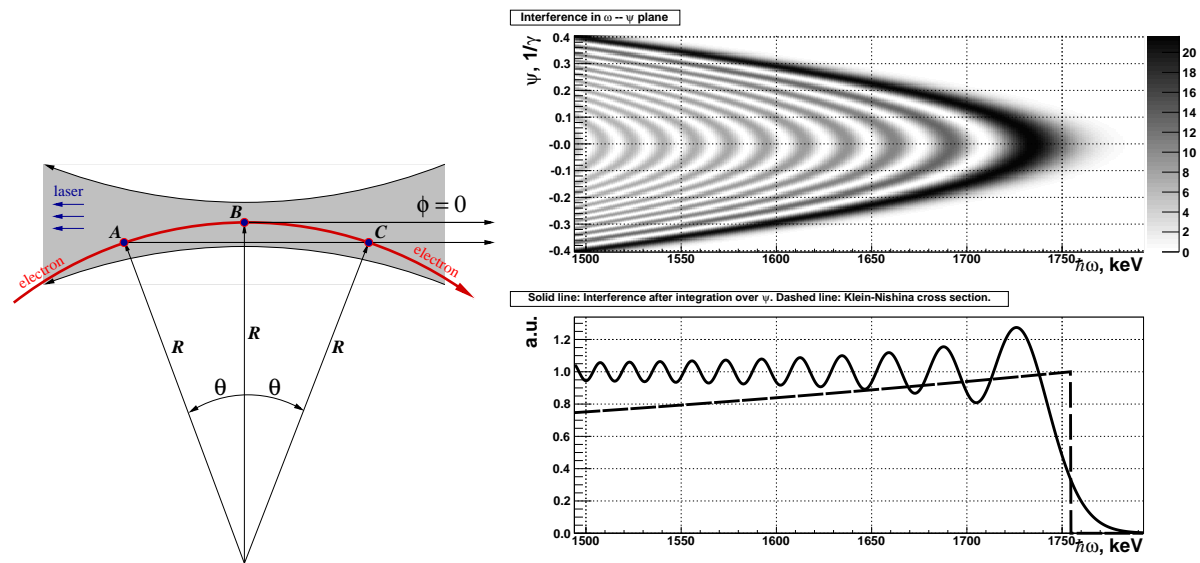 laser
A
B
C
ϕ = 0
electron
electron
R
R
R
θ
θ
Interference in ω -- ψ plane
ψ, 1/γ
0.4
0.3
0.2
0.1
-0.0
-0.1
-0.2
-0.3
-0.4
1500
1550
1600
1650
1700
1750
ħω, keV
20
18
16
14
12
10
8
6
4
2
0
Solid line: Interference after integration over ψ. Dashed line: Klein-Nishina cross section.
a.u.
1.2
1.0
0.8
0.6
0.4
0.2
0.0
1500
1550
1600
1650
1700
1750
ħω, keV